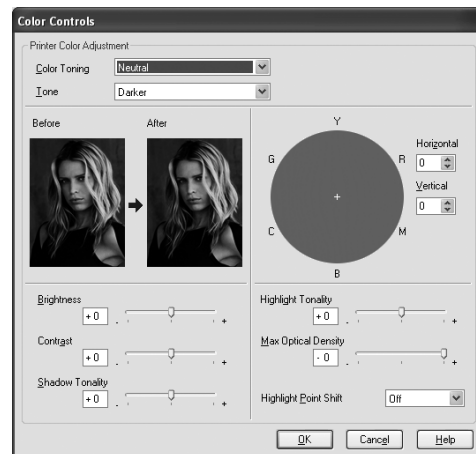 Color Controls
Printer Color Adjustment
Color Toning Neutral
Tone Darker
Before After
Y
G R
C M
B
Horizontal
0
Vertical
0
Brightness
+ 0 - +
Contrast
+ 0 - +
Shadow Tonality
+ 0 - +
Highlight Tonality
+ 0 - +
Max Optical Density
- 0 - +
Highlight Point Shift Off
OK Cancel Help